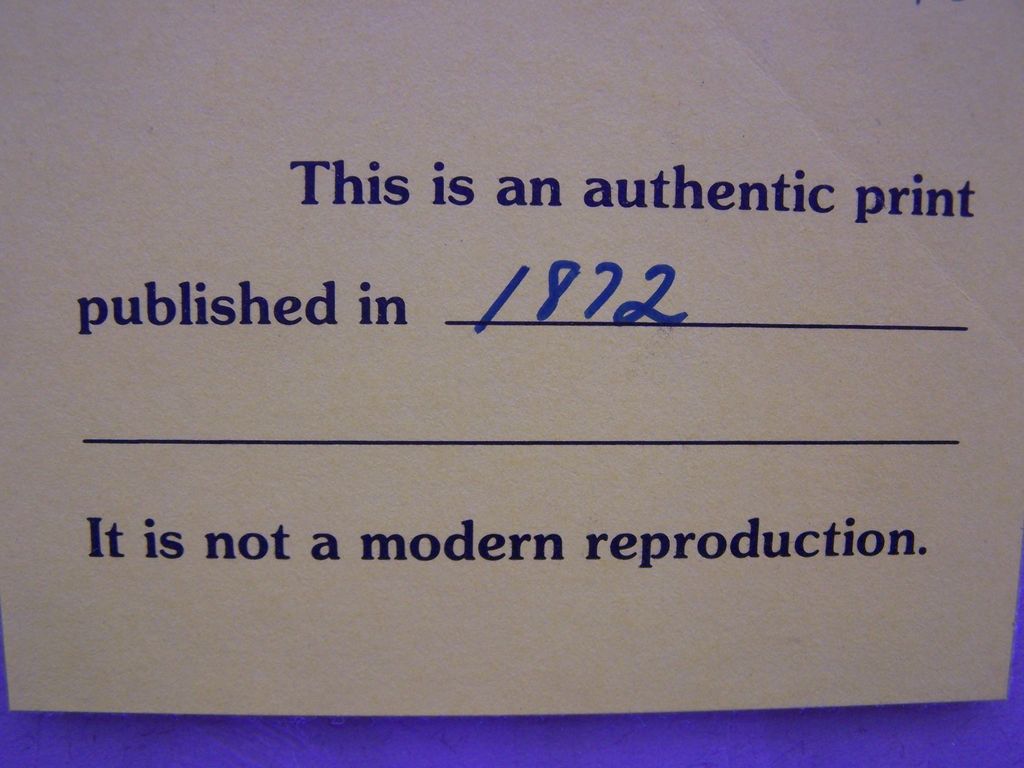 This is an authentic print
published in 1872
It is not a modern reproduction.